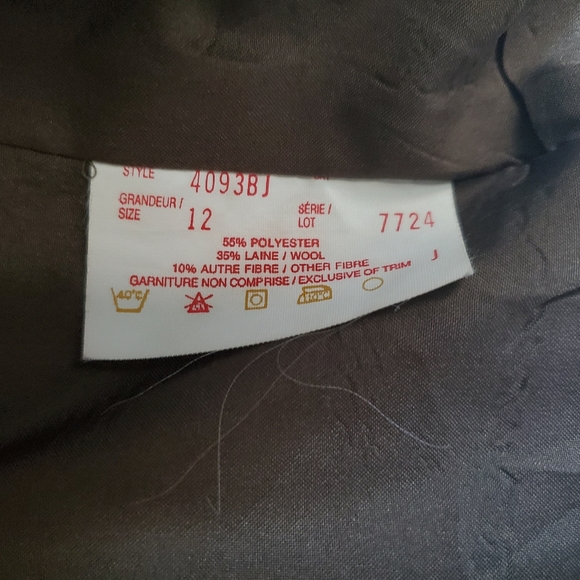 STYLE 4093BJ
GRANDEUR / SIZE 12 SÉRIE / LOT 7724
55% POLYESTER
35% LAINE / WOOL
10% AUTRE FIBRE / OTHER FIBRE
GARNITURE NON COMPRISE / EXCLUSIVE OF TRIM J
40°C